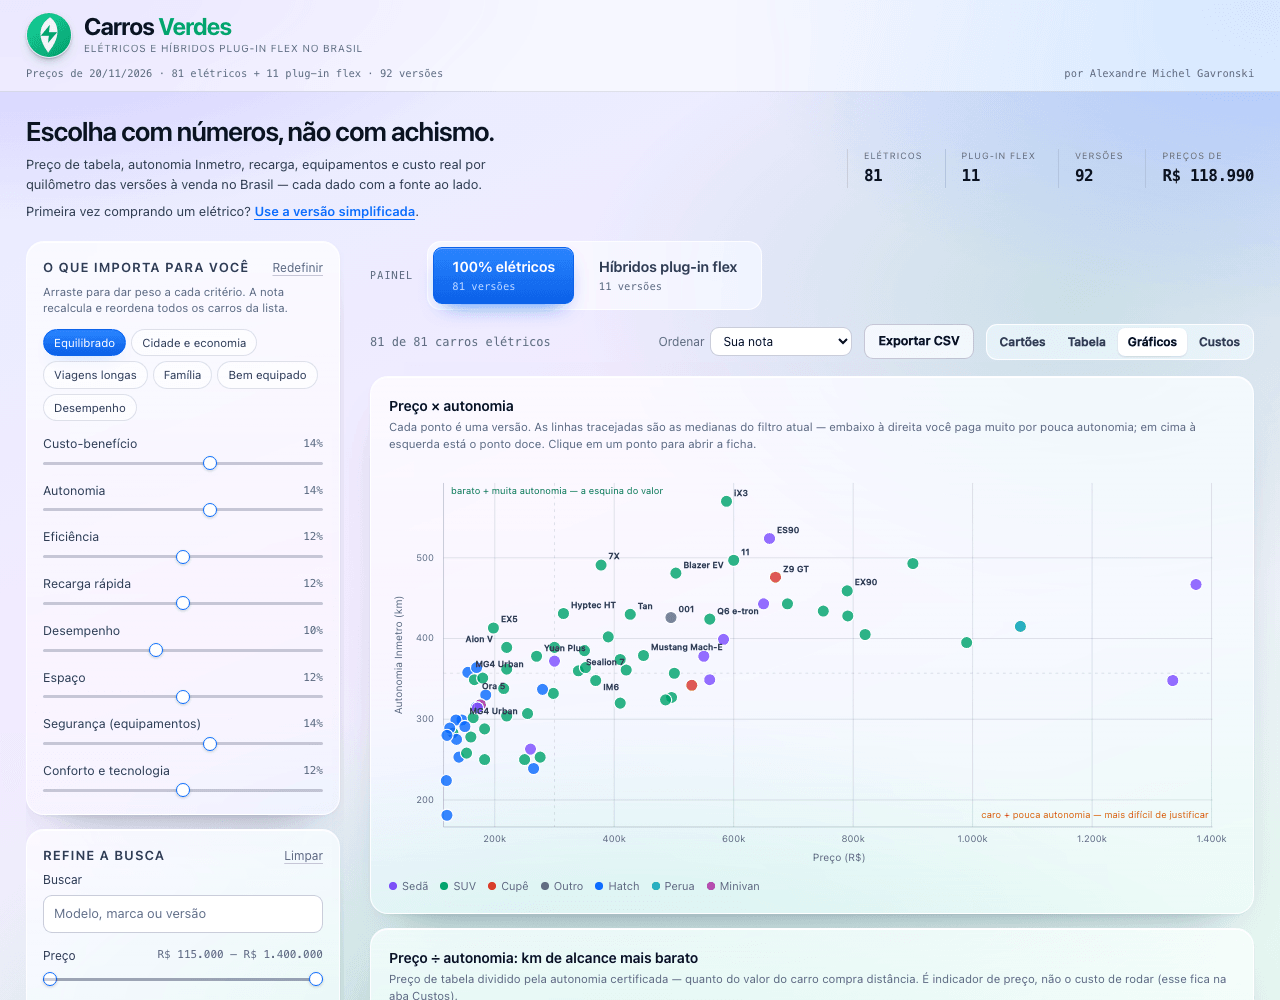 Carros Verdes
ELÉTRICOS E HÍBRIDOS PLUG-IN FLEX NO BRASIL
Preços de 20/11/2026 · 81 elétricos + 11 plug-in flex · 92 versões
por Alexandre Michel Gavronski
Escolha com números, não com achismo.
Preço de tabela, autonomia Inmetro, recarga, equipamentos e custo real por
quilômetro das versões à venda no Brasil — cada dado com a fonte ao lado.
Primeira vez comprando um elétrico? Use a versão simplificada.
ELÉTRICOS
81
PLUG-IN FLEX
11
VERSÕES
92
PREÇOS DE
R$ 118.990
O QUE IMPORTA PARA VOCÊ
Redefinir
Arraste para dar peso a cada critério. A nota
recalcula e reordena todos os carros da lista.
Equilibrado
Cidade e economia
Viagens longas
Família
Bem equipado
Desempenho
Custo-benefício 14%
Autonomia 14%
Eficiência 12%
Recarga rápida 12%
Desempenho 10%
Espaço 12%
Segurança (equipamentos) 14%
Conforto e tecnologia 12%
REFINE A BUSCA
Limpar
Buscar
Modelo, marca ou versão
Preço R$ 115.000 — R$ 1.400.000
PAINEL
100% elétricos
81 versões
Híbridos plug-in flex
11 versões
81 de 81 carros elétricos
Ordenar
Sua nota
Exportar CSV
Cartões
Tabela
Gráficos
Custos
Preço × autonomia
Cada ponto é uma versão. As linhas tracejadas são as medianas do filtro atual — embaixo à direita você paga muito por pouca autonomia; em cima à
esquerda está o ponto doce. Clique em um ponto para abrir a ficha.
barato + muita autonomia — a esquina do valor
iX3
ES90
11
7X
Blazer EV
Z9 GT
EX90
Hyptec HT
Tan
001
Q6 e-tron
EX5
Aion V
Yuan Plus
Mustang Mach-E
MG4 Urban
Sealion 7
Ora 5
IM6
MG4 Urban
caro + pouca autonomia — mais difícil de justificar
500
400
300
200
Autonomia Inmetro (km)
200k
400k
600k
800k
1.000k
1.200k
1.400k
Preço (R$)
Sedã
SUV
Cupê
Outro
Hatch
Perua
Minivan
Preço ÷ autonomia: km de alcance mais barato
Preço de tabela dividido pela autonomia certificada — quanto do valor do carro compra distância. É indicador de preço, não o custo de rodar (esse fica na
aba Custos).